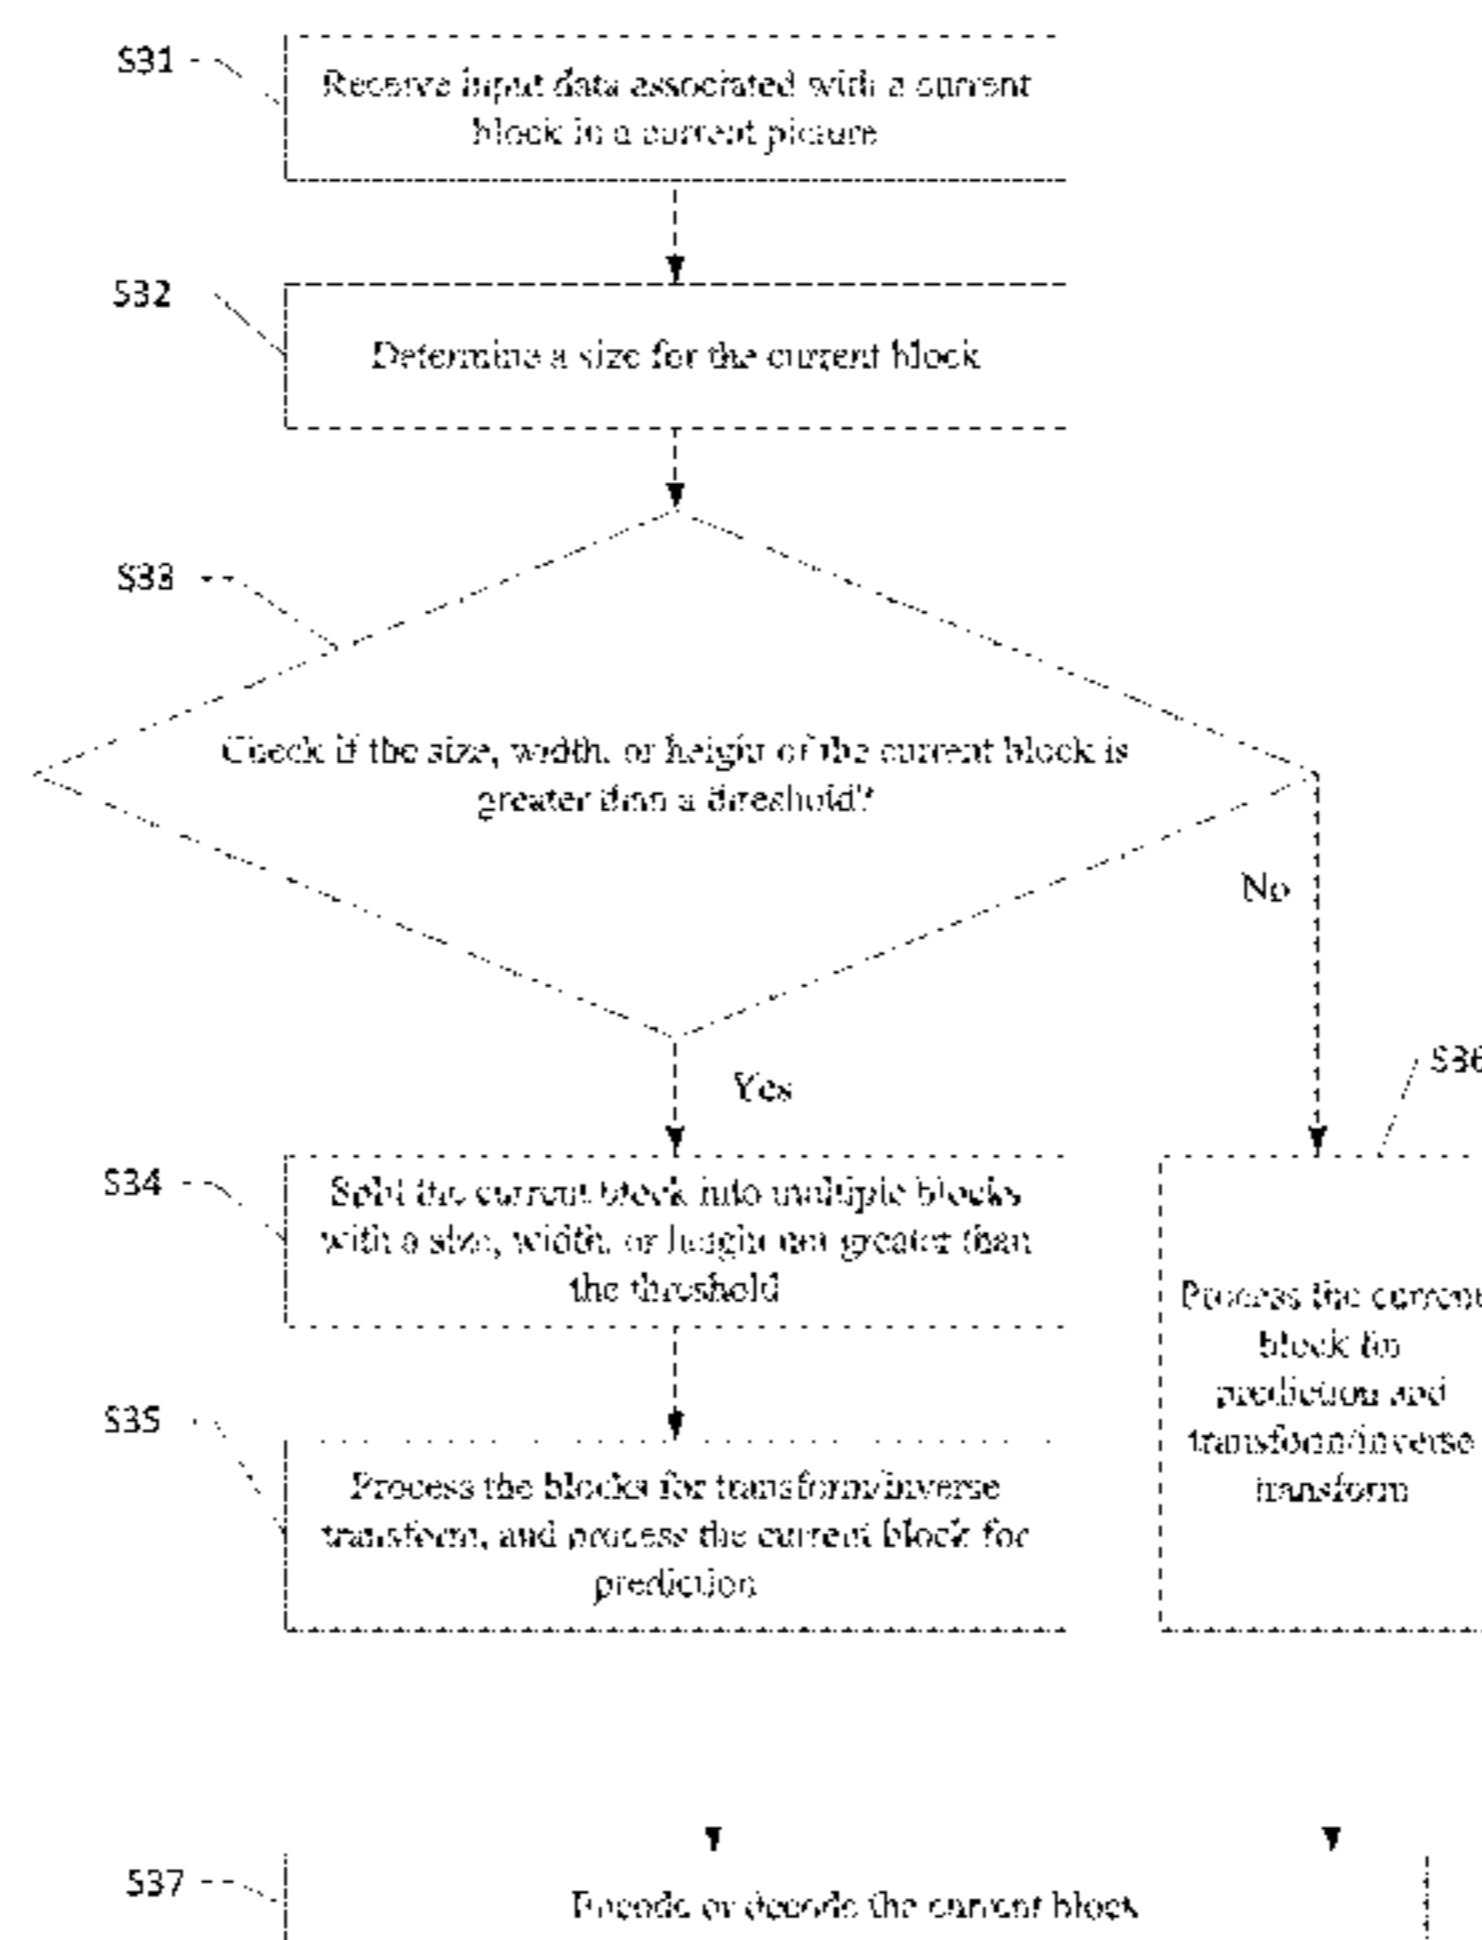 S31
Receive input data associated with a current
block in a current picture
S32
Determine a size for the current block
S33
Check if the size, width, or height of the current block is
greater than a threshold?
No
Yes
S36
S34
Split the current block into multiple blocks
with a size, width, or height not greater than
the threshold
Process the current
block for
prediction and
transform/inverse
transform
S35
Process the blocks for transform/inverse
transform, and process the current block for
prediction
S37
Encode or decode the current block